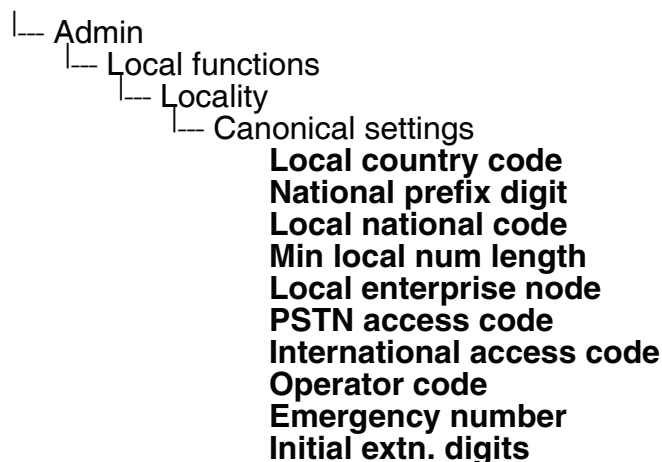 |--- Admin
|--- Local functions
|--- Locality
|--- Canonical settings
Local country code
National prefix digit
Local national code
Min local num length
Local enterprise node
PSTN access code
International access code
Operator code
Emergency number
Initial extn. digits